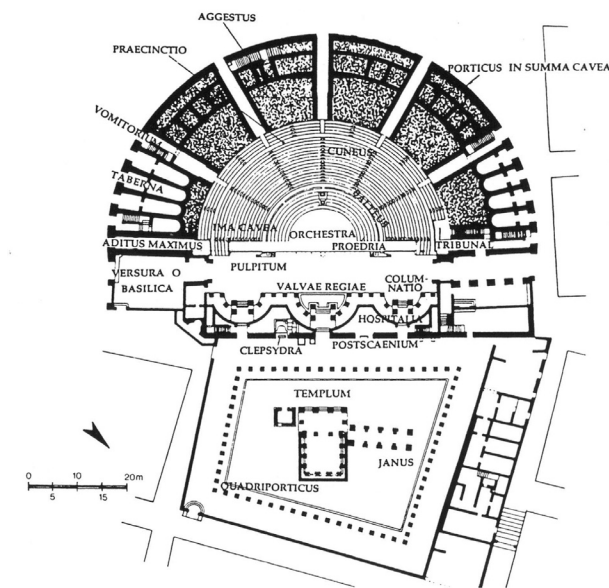 AGGESTUS
PRAECINCTIO
PORTICUS IN SUMMA CAVEA
VOMITORIUM
CUNEUS
TABERNA
BALTEUS
IMA CAVEA
ORCHESTRA
ADITUS MAXIMUS
PROEDRIA
TRIBUNAL
PULPITUM
VERSURA O
BASILICA
VALVAE REGIAE
COLUM-
NATIO
HOSPITALIA
CLEPSYDRA
POSTSCAENIUM
TEMPLUM
JANUS
QUADRIPORTICUS
0 10 20m
5 15